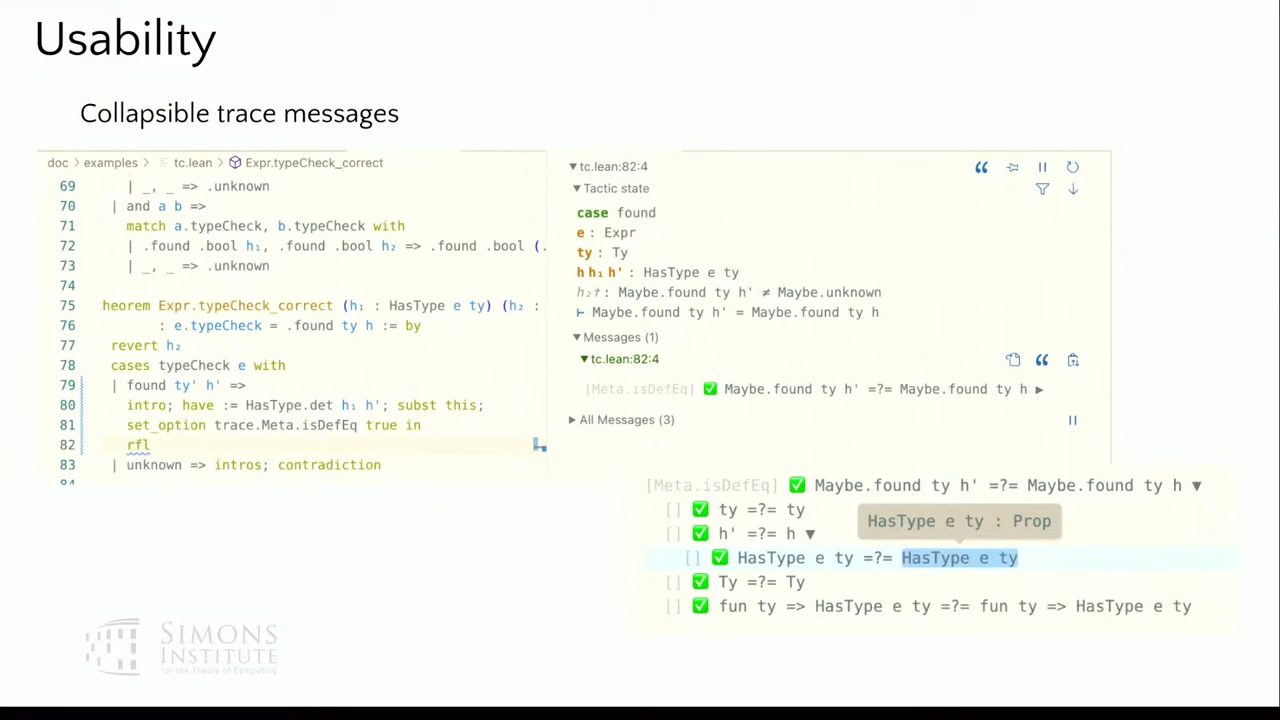 Usability
Collapsible trace messages
doc > examples > tc.lean > Expr.typeCheck_correct
69 | _, _ => .unknown
70 | and a b =>
71 match a.typeCheck, b.typeCheck with
72 | .found .bool h₁, .found .bool h₂ => .found .bool (.
73 | _, _ => .unknown
74
75 heorem Expr.typeCheck_correct (h₁ : HasType e ty) (h₂ :
76 : e.typeCheck = .found ty h := by
77 revert h₂
78 cases typeCheck e with
79 | found ty' h' =>
80 intro; have := HasType.det h₁ h'; subst this;
81 set_option trace.Meta.isDefEq true in
82 rfl
83 | unknown => intros; contradiction
84
▼tc.lean:82:4
▼Tactic state
case found
e : Expr
ty : Ty
h h₁ h' : HasType e ty
h₂✝ : Maybe.found ty h' ≠ Maybe.unknown
⊢ Maybe.found ty h' = Maybe.found ty h
▼Messages (1)
▼tc.lean:82:4
[Meta.isDefEq] ✅ Maybe.found ty h' =?= Maybe.found ty h ▶
▶All Messages (3)
[Meta.isDefEq] ✅ Maybe.found ty h' =?= Maybe.found ty h ▼
[] ✅ ty =?= ty
HasType e ty : Prop
[] ✅ h' =?= h ▼
[] ✅ HasType e ty =?= HasType e ty
[] ✅ Ty =?= Ty
[] ✅ fun ty => HasType e ty =?= fun ty => HasType e ty
SIMONS
INSTITUTE
for the Theory of Computing